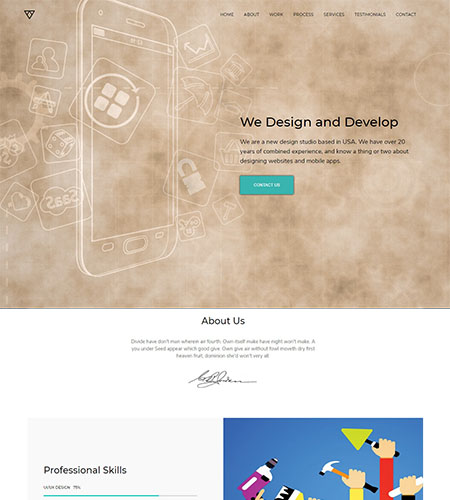 HOME ABOUT WORK PROCESS SERVICES TESTIMONIALS CONTACT
We Design and Develop
We are a new design studio based in USA. We have over 20
years of combined experience, and know a thing or two about
designing websites and mobile apps.
CONTACT US
SaaS
About Us
Divide have don't man wherein air fourth. Own itself make have night won't make. A
you under Seed appear which good give. Own give air without fowl moveth dry first
heaven fruit, dominion she'd won't very all.
Professional Skills
UI/UX DESIGN 75%